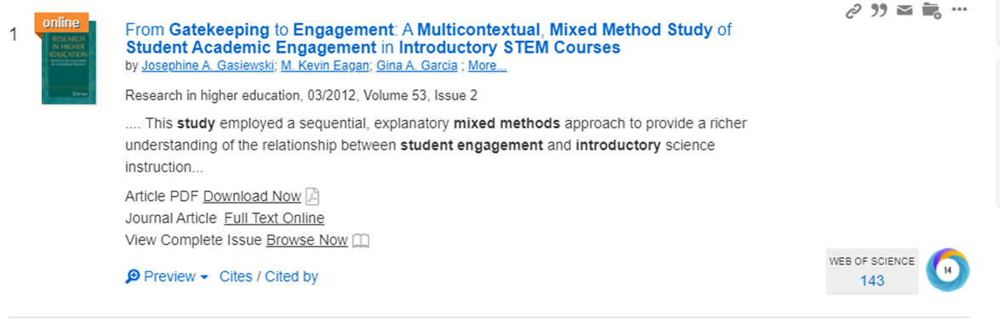 1
online
RESEARCH
IN HIGHER
EDUCATION
From Gatekeeping to Engagement: A Multicontextual, Mixed Method Study of
Student Academic Engagement in Introductory STEM Courses
by Josephine A. Gasiewski; M. Kevin Eagan; Gina A. Garcia ; More...
Research in higher education, 03/2012, Volume 53, Issue 2
.... This study employed a sequential, explanatory mixed methods approach to provide a richer
understanding of the relationship between student engagement and introductory science
instruction...
Article PDF Download Now
Journal Article Full Text Online
View Complete Issue Browse Now
Preview Cites / Cited by
WEB OF SCIENCE
143
14